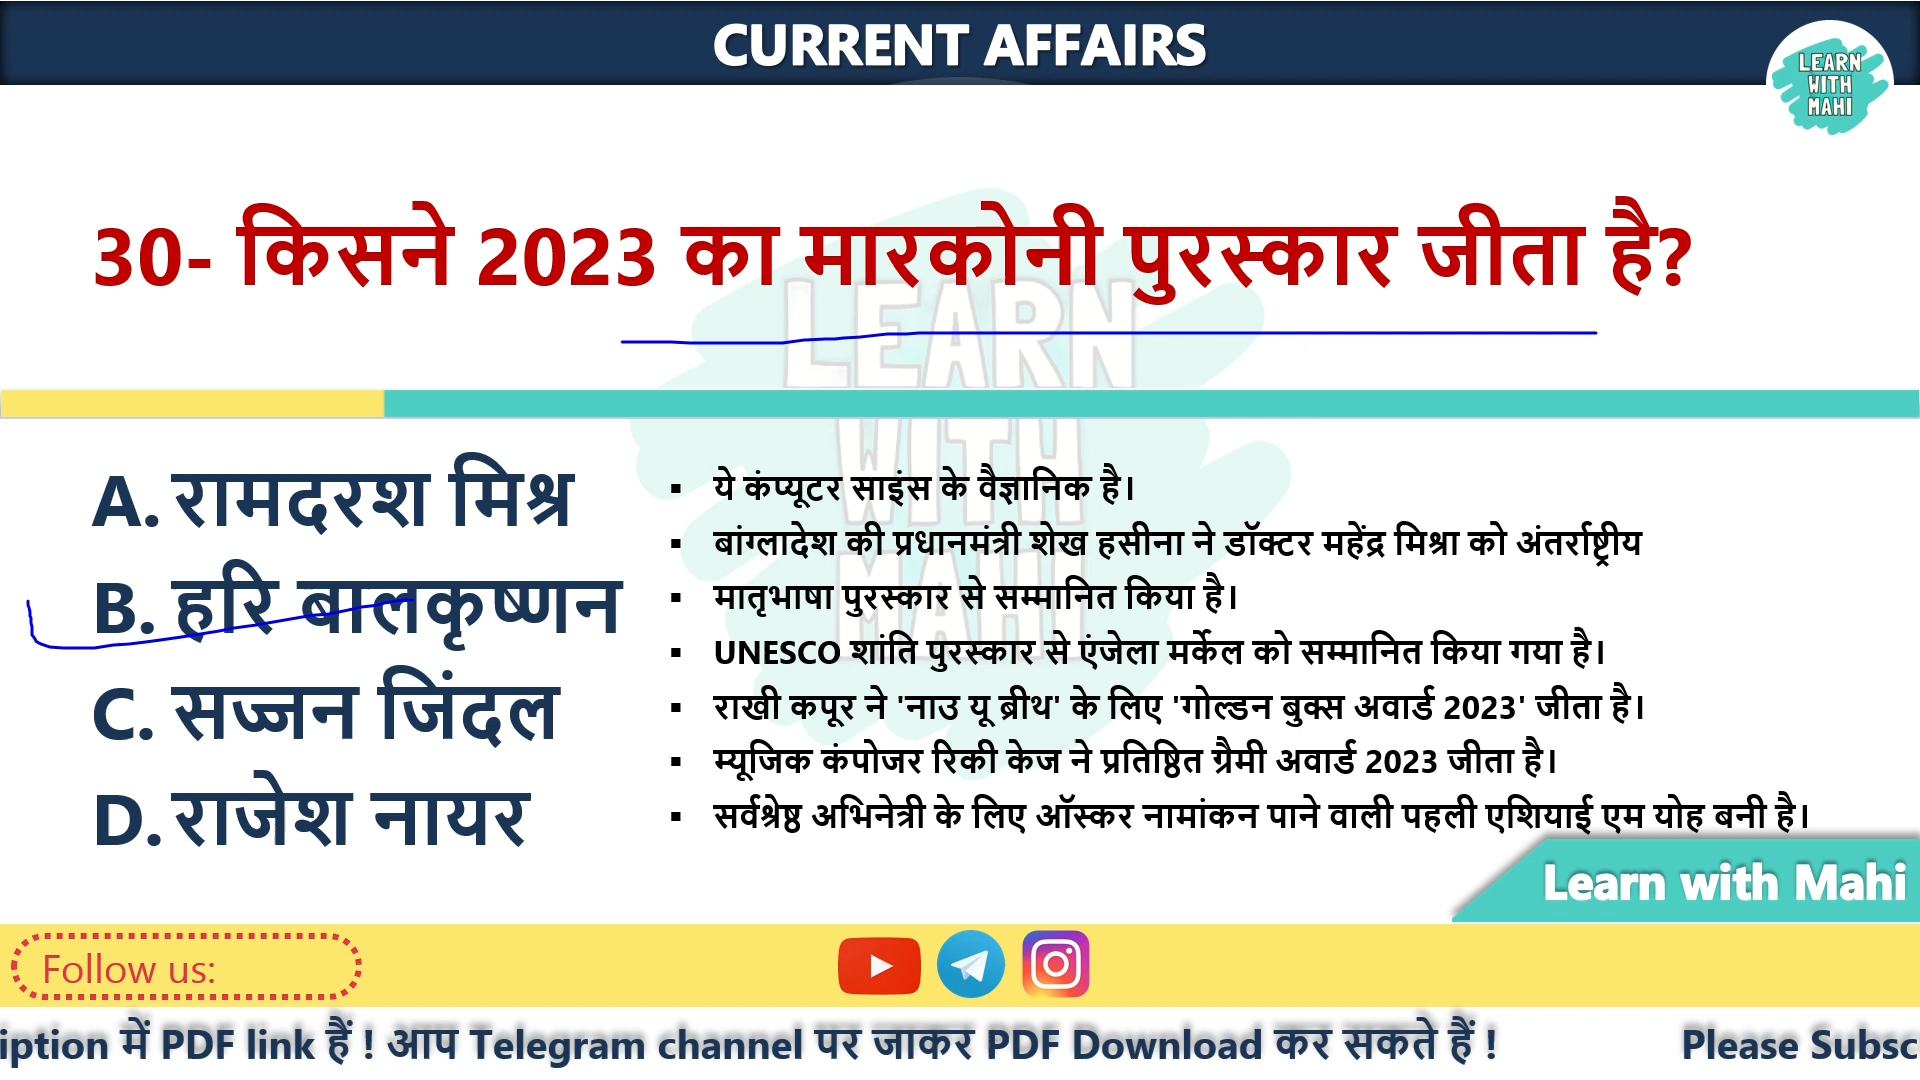 CURRENT AFFAIRS
LEARN
WITH
MAHI
30- किसने 2023 का मारकोनी पुरस्कार जीता है?
A. रामदरश मिश्र
B. हरि बालकृष्णन
C. सज्जन जिंदल
D. राजेश नायर
▪ ये कंप्यूटर साइंस के वैज्ञानिक है।
▪ बांग्लादेश की प्रधानमंत्री शेख हसीना ने डॉक्टर महेंद्र मिश्रा को अंतर्राष्ट्रीय
▪ मातृभाषा पुरस्कार से सम्मानित किया है।
▪ UNESCO शांति पुरस्कार से एंजेला मर्केल को सम्मानित किया गया है।
▪ राखी कपूर ने 'नाउ यू ब्रीथ' के लिए 'गोल्डन बुक्स अवार्ड 2023' जीता है।
▪ म्यूजिक कंपोजर रिकी केज ने प्रतिष्ठित ग्रैमी अवार्ड 2023 जीता है।
▪ सर्वश्रेष्ठ अभिनेत्री के लिए ऑस्कर नामांकन पाने वाली पहली एशियाई एम योह बनी है।
LEARN
WITH
MAHI
Learn with Mahi
Follow us:
iption में PDF link हैं ! आप Telegram channel पर जाकर PDF Download कर सकते हैं ! Please Subsc